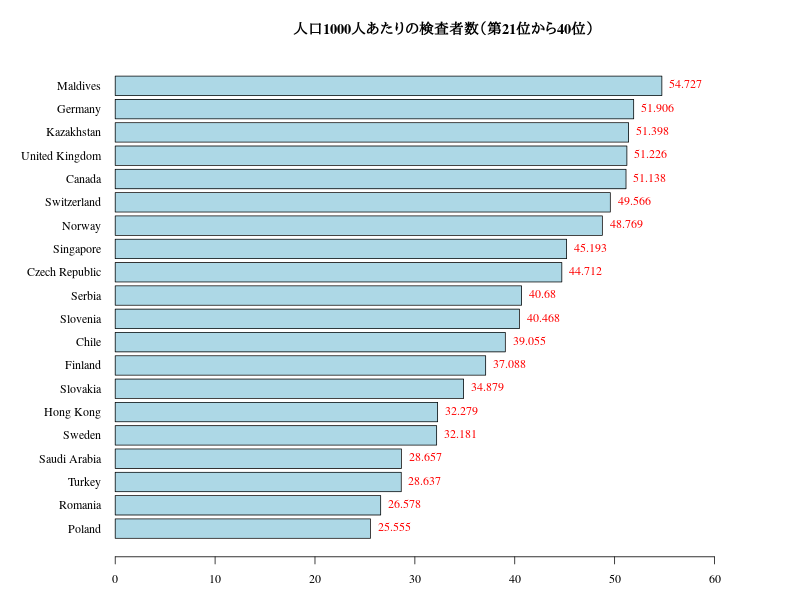 人口1000人あたりの検査者数（第21位から40位）
Maldives 54.727
Germany 51.906
Kazakhstan 51.398
United Kingdom 51.226
Canada 51.138
Switzerland 49.566
Norway 48.769
Singapore 45.193
Czech Republic 44.712
Serbia 40.68
Slovenia 40.468
Chile 39.055
Finland 37.088
Slovakia 34.879
Hong Kong 32.279
Sweden 32.181
Saudi Arabia 28.657
Turkey 28.637
Romania 26.578
Poland 25.555
0 10 20 30 40 50 60